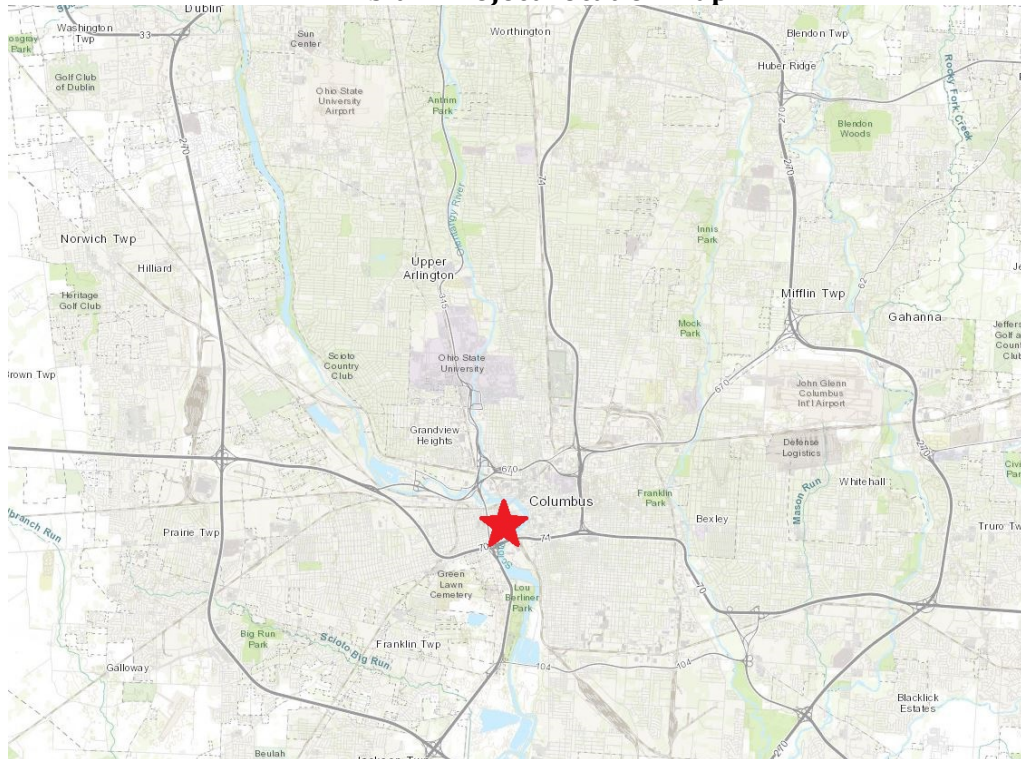 Dublin
Washington
Twp
33
Sun
Center
Worthington
Blendon Twp
Golf Club
of Dublin
Huber Ridge
Rocky Fork Creek
Ohio State
University
Airport
Antrim
Park
Blendon
Woods
270
71
270
270
Olentangy River
Norwich Twp
Hilliard
Upper
Arlington
Innis
Park
Heritage
Golf Club
315
Mifflin Twp
62
Gahanna
Mock
Park
Scioto
Country
Club
Ohio State
University
670
John Glenn
Columbus
Int'l Airport
Grandview
Heights
Defense
Logistics
270
670
Columbus
Franklin
Park
Whitehall
Mason Run
Bexley
Prairie Twp
70
71
Green
Lawn
Cemetery
Lou
Berliner
Park
70
Big Run
Park
Scioto Big Run
Franklin Twp
Galloway
104
104
Blacklick
Estates
270
Beulah